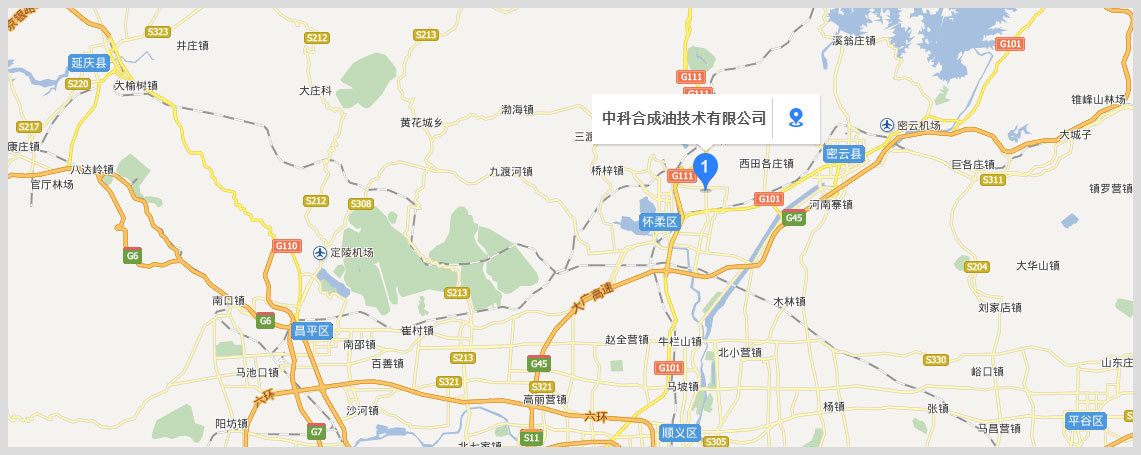 京银路
S323
井庄镇
S212
S213
溪翁庄镇
G101
延庆县
S220
大榆树镇
大庄科
G111
G111
锥峰山林场
S217
渤海镇
黄花城乡
中科合成油技术有限公司
密云机场
大城子
康庄镇
八达岭镇
官厅林场
九渡河镇
桥梓镇
G111
1
西田各庄镇
密云县
巨各庄镇
S311
镇罗营镇
S212
S308
G101
河南寨镇
G45
怀柔区
G6
G110
定陵机场
S204
大华山镇
南口镇
S213
大广高速
木林镇
刘家店镇
G6
昌平区
崔村镇
南邵镇
赵全营镇
牛栏山镇
北小营镇
马池口镇
百善镇
S213
G45
G101
S330
峪口镇
山东庄
S321
S321
马坡镇
六环
高丽营镇
六环
杨镇
张镇
阳坊镇
沙河镇
G7
S11
顺义区
S305
马昌营镇
平谷区